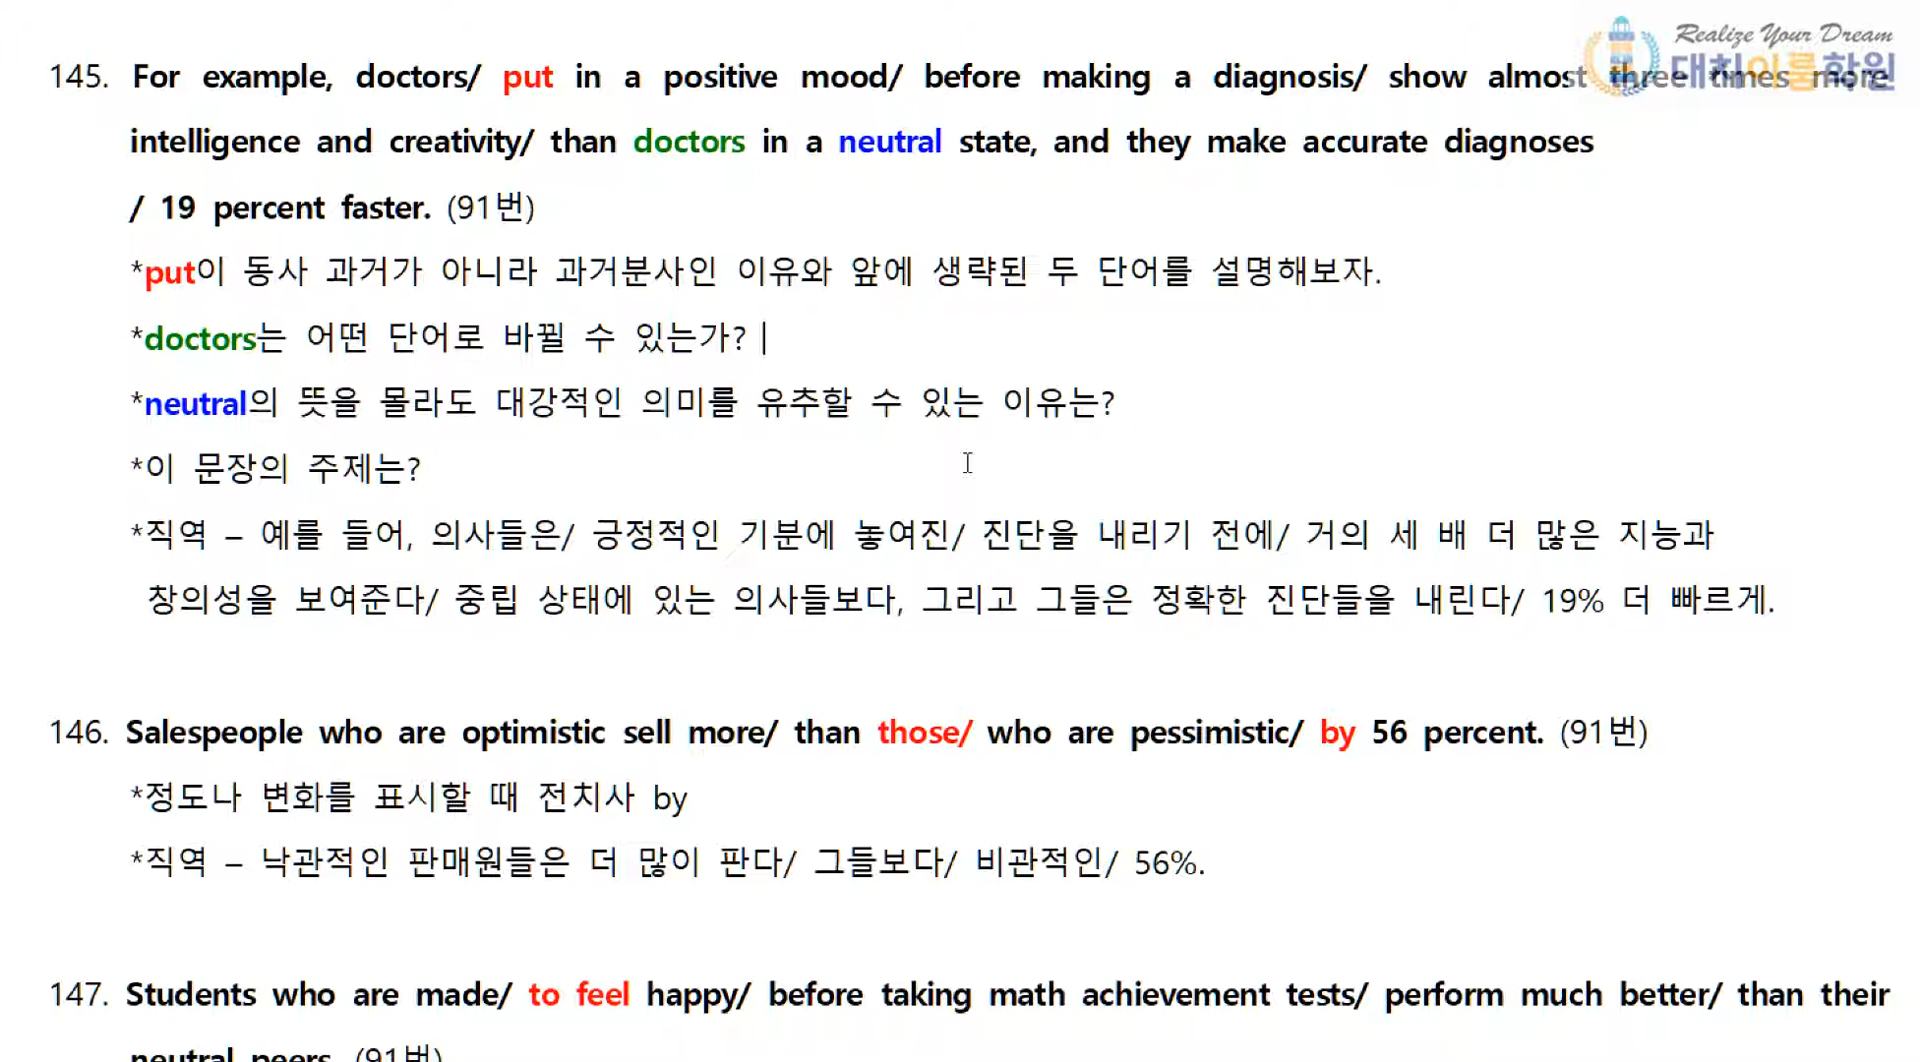 Realize Your Dream
대치이룸학원
145. For example, doctors/ put in a positive mood/ before making a diagnosis/ show almost three times more
intelligence and creativity/ than doctors in a neutral state, and they make accurate diagnoses
/ 19 percent faster. (91번)
*put이 동사 과거가 아니라 과거분사인 이유와 앞에 생략된 두 단어를 설명해보자.
*doctors는 어떤 단어로 바뀔 수 있는가?
*neutral의 뜻을 몰라도 대강적인 의미를 유추할 수 있는 이유는?
*이 문장의 주제는?
*직역 – 예를 들어, 의사들은/ 긍정적인 기분에 놓여진/ 진단을 내리기 전에/ 거의 세 배 더 많은 지능과
창의성을 보여준다/ 중립 상태에 있는 의사들보다, 그리고 그들은 정확한 진단들을 내린다/ 19% 더 빠르게.
146. Salespeople who are optimistic sell more/ than those/ who are pessimistic/ by 56 percent. (91번)
*정도나 변화를 표시할 때 전치사 by
*직역 – 낙관적인 판매원들은 더 많이 판다/ 그들보다/ 비관적인/ 56%.
147. Students who are made/ to feel happy/ before taking math achievement tests/ perform much better/ than their
neutral peers. (91번)